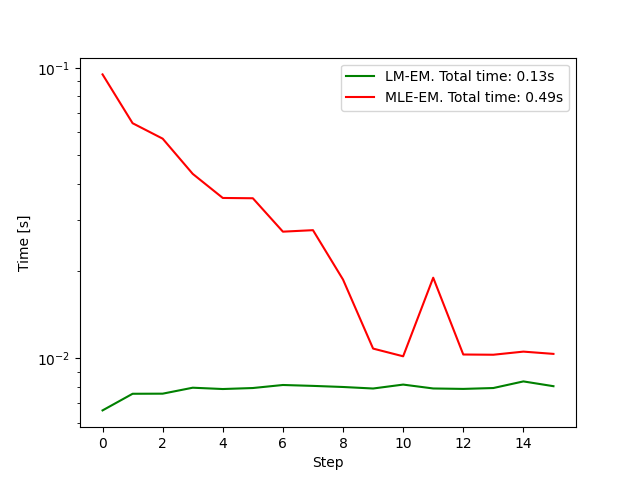 LM-EM. Total time: 0.13s
MLE-EM. Total time: 0.49s
10⁻¹
10⁻²
Time [s]
0 2 4 6 8 10 12 14
Step